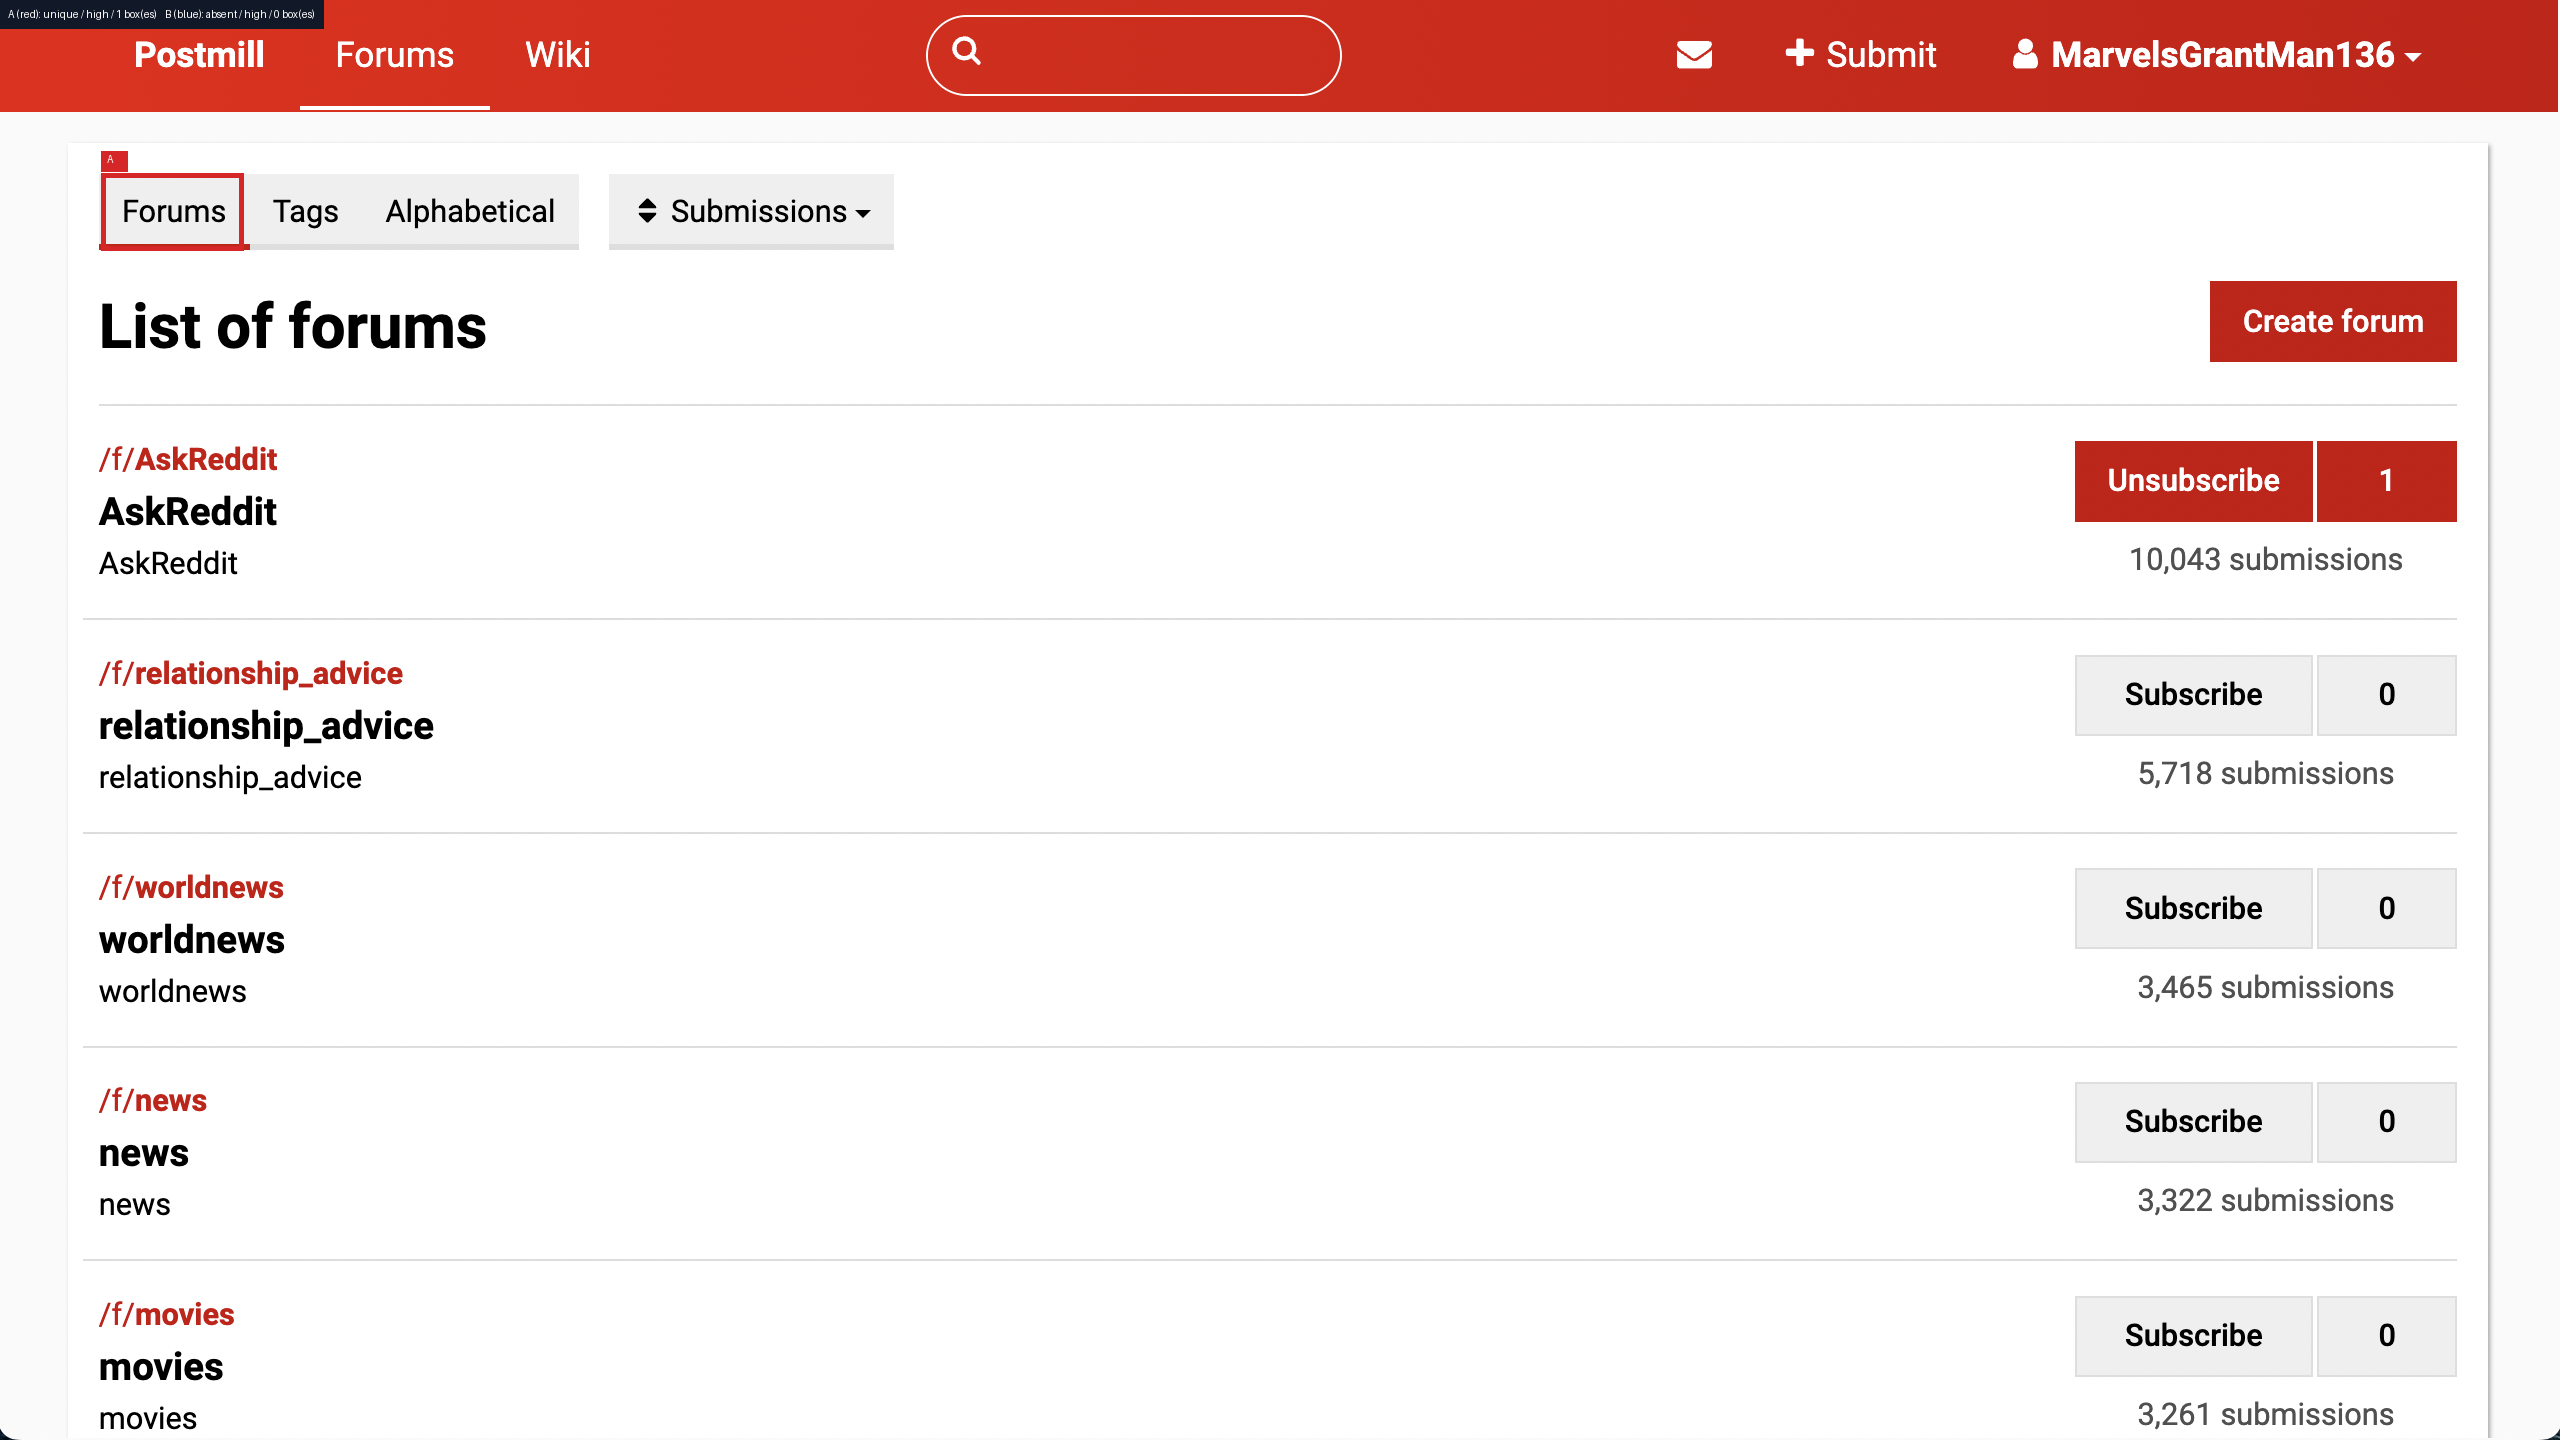 A (red): unique / high / 1 box(es) B (blue): absent / high / 0 box(es)
Postmill Forums Wiki Submit MarvelsGrantMan136
A
Forums Tags Alphabetical Submissions
List of forums Create forum
/f/AskReddit
AskReddit
AskReddit
Unsubscribe 1
10,043 submissions
/f/relationship_advice
relationship_advice
relationship_advice
Subscribe 0
5,718 submissions
/f/worldnews
worldnews
worldnews
Subscribe 0
3,465 submissions
/f/news
news
news
Subscribe 0
3,322 submissions
/f/movies
movies
movies
Subscribe 0
3,261 submissions